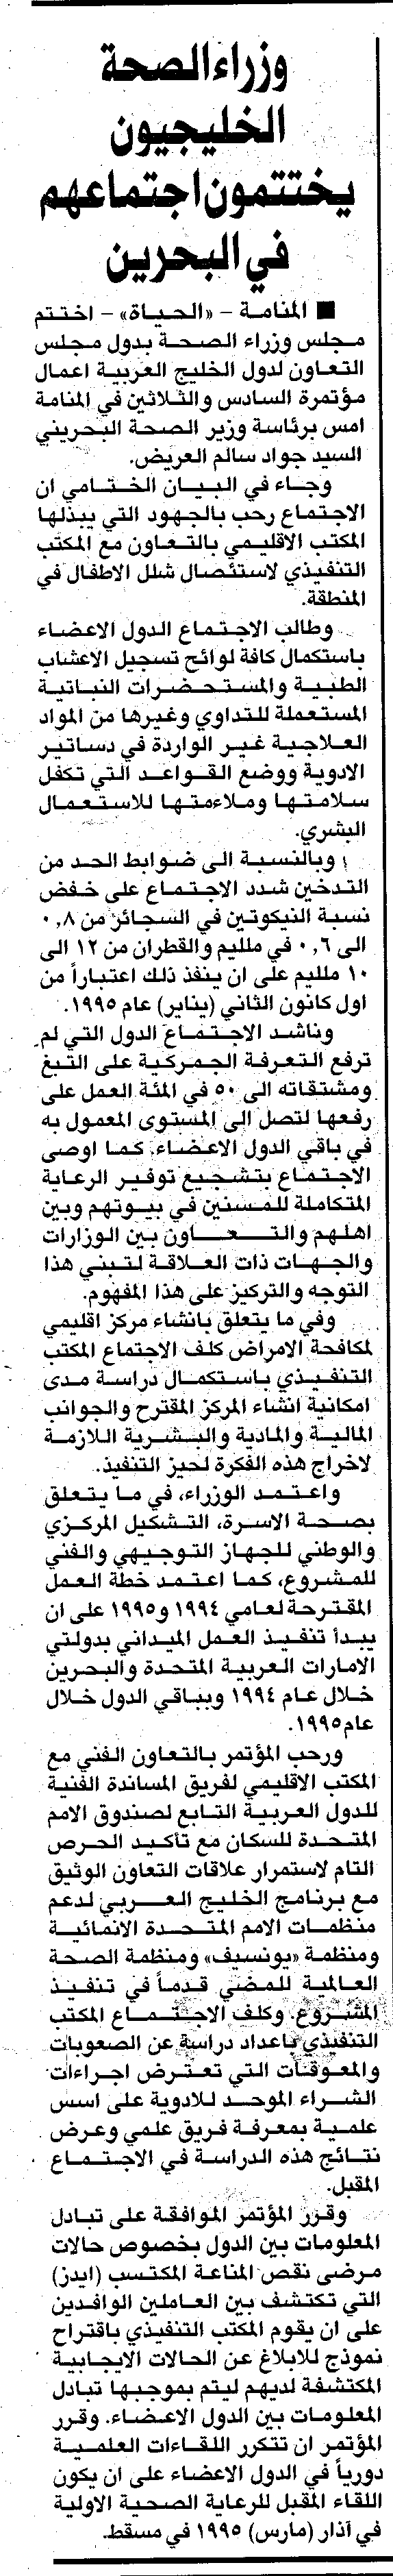 وزراء الصحة
الخليجيون
يختتمون اجتماعهم
في البحرين
■ المنامة - «الحياة» - اختتم
مجلس وزراء الصحة بدول مجلس
التعاون لدول الخليج العربية اعمال
مؤتمرة السادس والثلاثين في المنامة
امس برئاسة وزير الصحة البحريني
السيد جواد سالم العريض.
وجاء في البيان الختامي ان
الاجتماع رحب بالجهود التي يبذلها
المكتب الاقليمي بالتعاون مع المكتب
التنفيذي لاستئصال شلل الاطفال في
المنطقة.
وطالب الاجتماع الدول الاعضاء
باستكمال كافة لوائح تسجيل الاعشاب
الطبية والمستحضرات النباتية
المستعملة للتداوي وغيرها من المواد
العلاجية غير الواردة في دساتير
الادوية ووضع القواعد التي تكفل
سلامتها وملاءمتها للاستعمال
البشري.
وبالنسبة الى ضوابط الحد من
التدخين شدد الاجتماع على خفض
نسبة النيكوتين في السجائر من ٠,٨
الى ٠,٦ في ملليم والقطران من ١٢ الى
١٠ ملليم على ان ينفذ ذلك اعتباراً من
اول كانون الثاني (يناير) عام ١٩٩٥.
وناشد الاجتماع الدول التي لم
ترفع التعرفة الجمركية على التبغ
ومشتقاته الى ٥٠ في المئة العمل على
رفعها لتصل الى المستوى المعمول به
في باقي الدول الاعضاء. كما اوصى
الاجتماع بتشجيع توفير الرعاية
المتكاملة للمسنين في بيوتهم وبين
اهلهم والتعاون بين الوزارات
والجهات ذات العلاقة لتبني هذا
التوجه والتركيز على هذا المفهوم.
وفي ما يتعلق بانشاء مركز اقليمي
لمكافحة الامراض كلف الاجتماع المكتب
التنفيذي باستكمال دراسة مدى
امكانية انشاء المركز المقترح والجوانب
المالية والمادية والبشرية اللازمة
لاخراج هذه الفكرة لحيز التنفيذ.
واعتمد الوزراء، في ما يتعلق
بصحة الاسرة، التشكيل المركزي
والوطني للجهاز التوجيهي والفني
للمشروع، كما اعتمد خطة العمل
المقترحة لعامي ١٩٩٤ و١٩٩٥ على ان
يبدأ تنفيذ العمل الميداني بدولتي
الامارات العربية المتحدة والبحرين
خلال عام ١٩٩٤ وبباقي الدول خلال
عام ١٩٩٥.
ورحب المؤتمر بالتعاون الفني مع
المكتب الاقليمي لفريق المساندة الفنية
للدول العربية التابع لصندوق الامم
المتحدة للسكان مع تأكيد الحرص
التام لاستمرار علاقات التعاون الوثيق
مع برنامج الخليج العربي لدعم
منظمات الامم المتحدة الانمائية
ومنظمة «يونسيف» ومنظمة الصحة
العالمية للمضي قدماً في تنفيذ
المشروع. وكلف الاجتماع المكتب
التنفيذي باعداد دراسة عن الصعوبات
والمعوقات التي تعترض اجراءات
الشراء الموحد للادوية على اسس
علمية بمعرفة فريق علمي وعرض
نتائج هذه الدراسة في الاجتماع
المقبل.
وقرر المؤتمر الموافقة على تبادل
المعلومات بين الدول بخصوص حالات
مرضى نقص المناعة المكتسب (ايدز)
التي تكتشف بين العاملين الوافدين
على ان يقوم المكتب التنفيذي باقتراح
نموذج للابلاغ عن الحالات الايجابية
المكتشفة لديهم ليتم بموجبها تبادل
المعلومات بين الدول الاعضاء. وقرر
المؤتمر ان تتكرر اللقاءات العلمية
دورياً في الدول الاعضاء على ان يكون
اللقاء المقبل للرعاية الصحية الاولية
في آذار (مارس) ١٩٩٥ في مسقط.